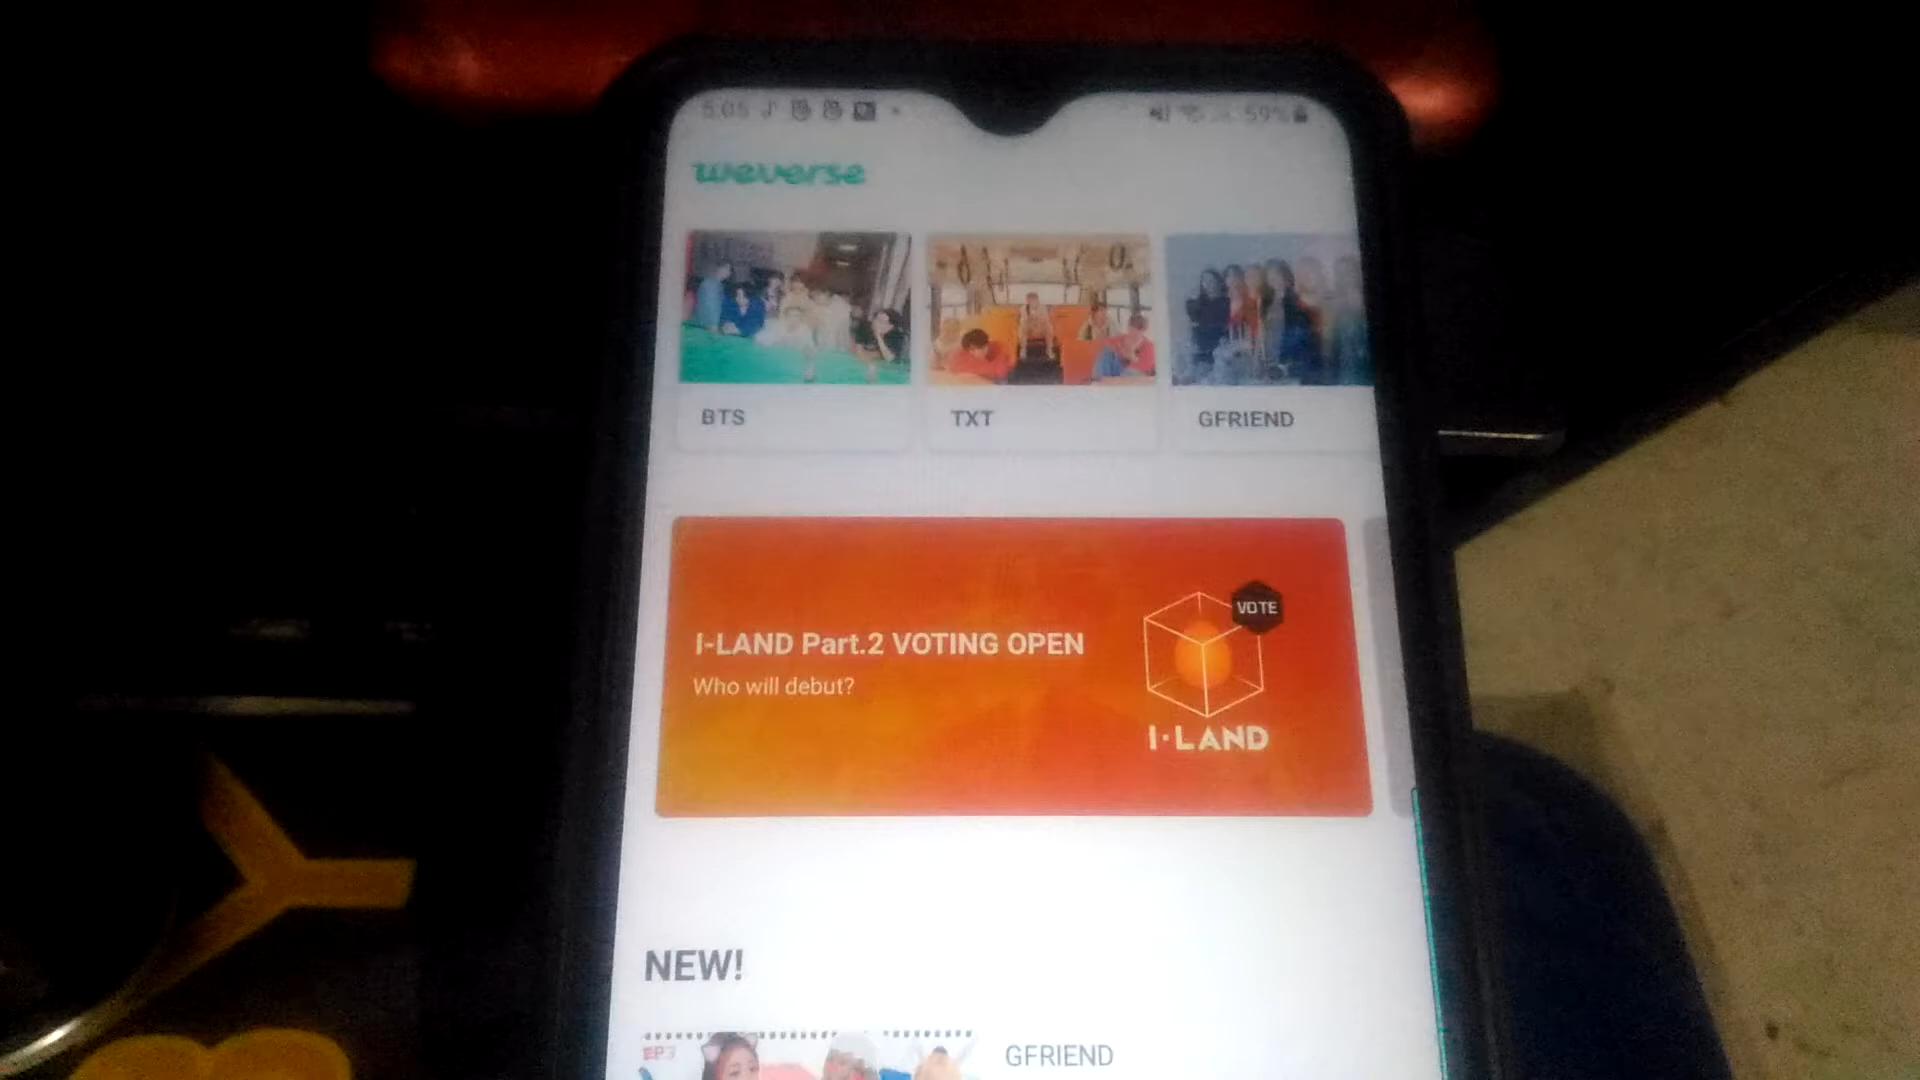 5:05
59%
weverse
BTS
TXT
GFRIEND
I-LAND Part.2 VOTING OPEN
Who will debut?
VOTE
I·LAND
NEW!
EP
GFRIEND